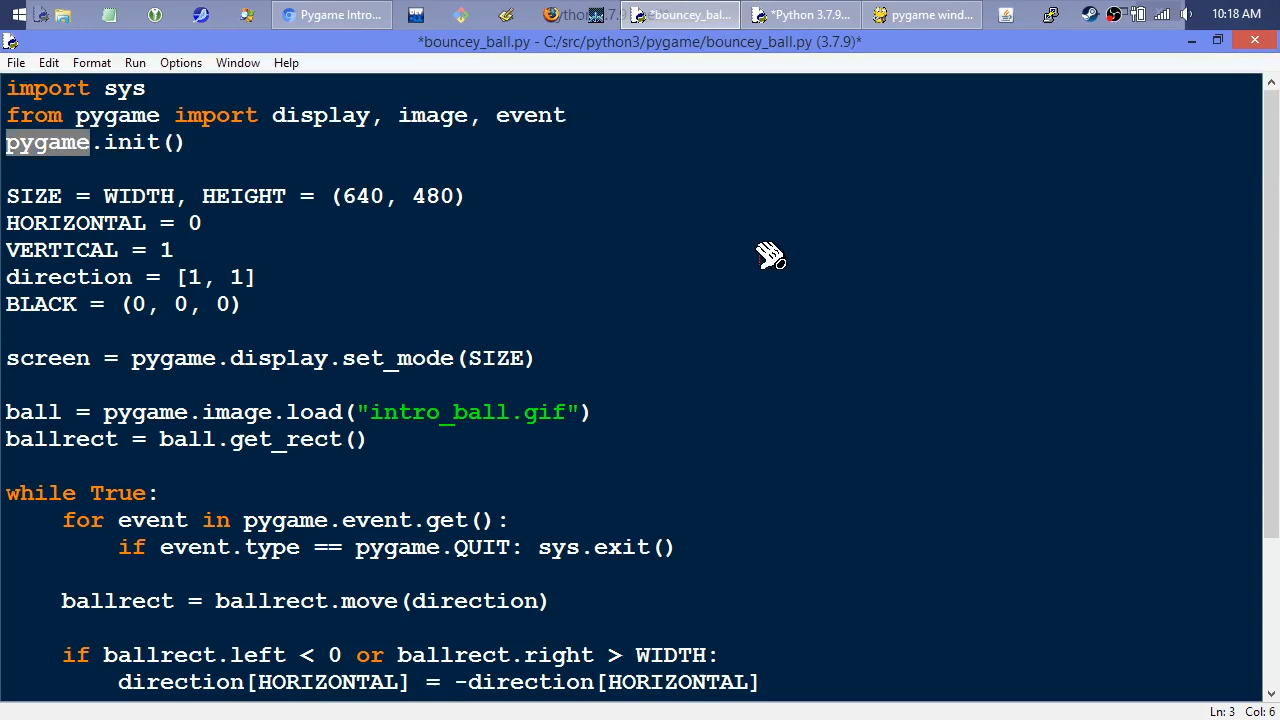 Pygame Intro...
*bouncey_bal...
*Python 3.7.9...
pygame wind...
10:18 AM
*bouncey_ball.py - C:/src/python3/pygame/bouncey_ball.py (3.7.9)*
File Edit Format Run Options Window Help
import sys
from pygame import display, image, event
pygame.init()
SIZE = WIDTH, HEIGHT = (640, 480)
HORIZONTAL = 0
VERTICAL = 1
direction = [1, 1]
BLACK = (0, 0, 0)
screen = pygame.display.set_mode(SIZE)
ball = pygame.image.load("intro_ball.gif")
ballrect = ball.get_rect()
while True:
    for event in pygame.event.get():
        if event.type == pygame.QUIT: sys.exit()
    ballrect = ballrect.move(direction)
    if ballrect.left < 0 or ballrect.right > WIDTH:
        direction[HORIZONTAL] = -direction[HORIZONTAL]
Ln: 3 Col: 6